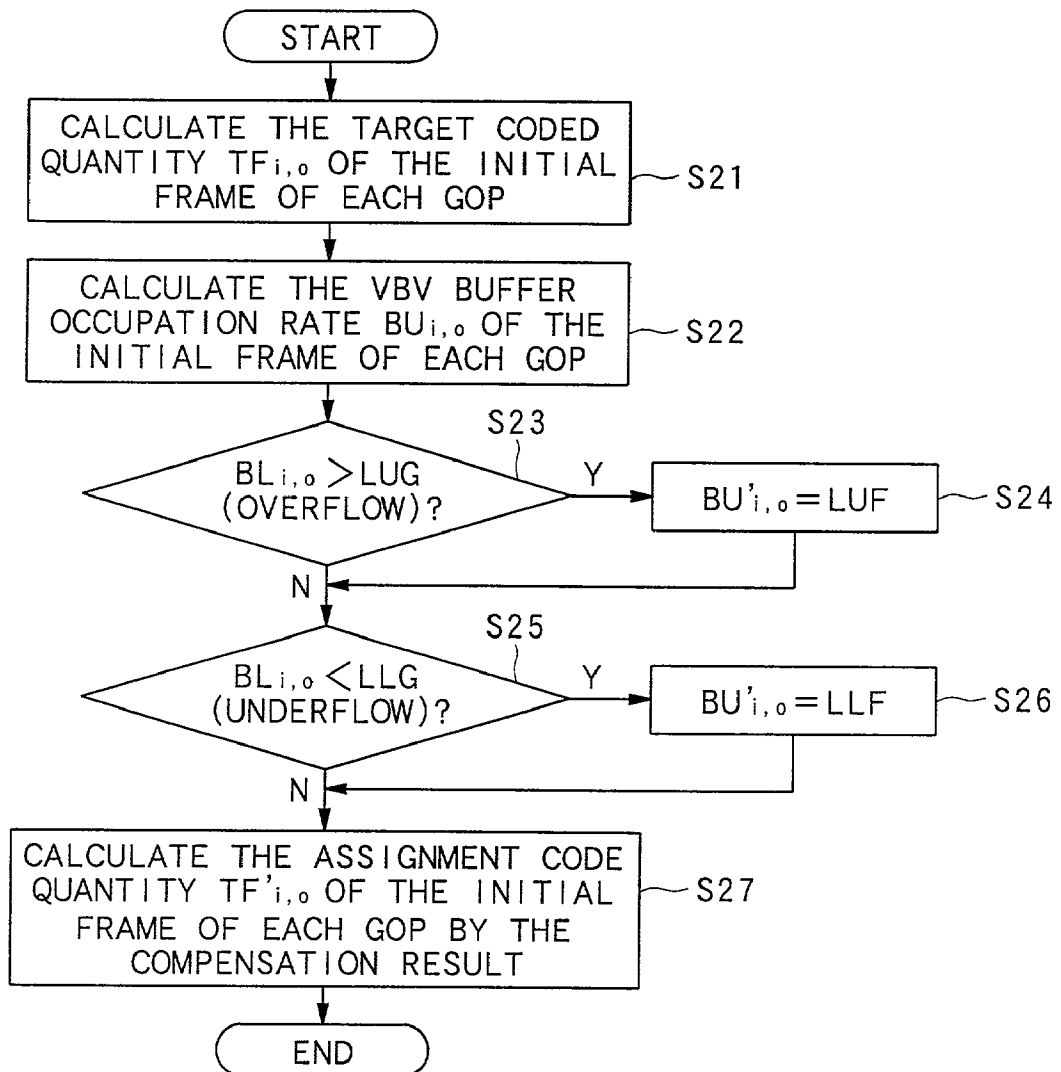 START
CALCULATE THE TARGET CODED
QUANTITY TFi,o OF THE INITIAL
FRAME OF EACH GOP
S21
CALCULATE THE VBV BUFFER
OCCUPATION RATE BUi,o OF THE
INITIAL FRAME OF EACH GOP
S22
S23
BLi,o>LUG
(OVERFLOW)?
Y
BU'i,o=LUF
S24
N
S25
BLi,o<LLG
(UNDERFLOW)?
Y
BU'i,o=LLF
S26
N
CALCULATE THE ASSIGNMENT CODE
QUANTITY TF'i,o OF THE INITIAL
FRAME OF EACH GOP BY THE
COMPENSATION RESULT
S27
END